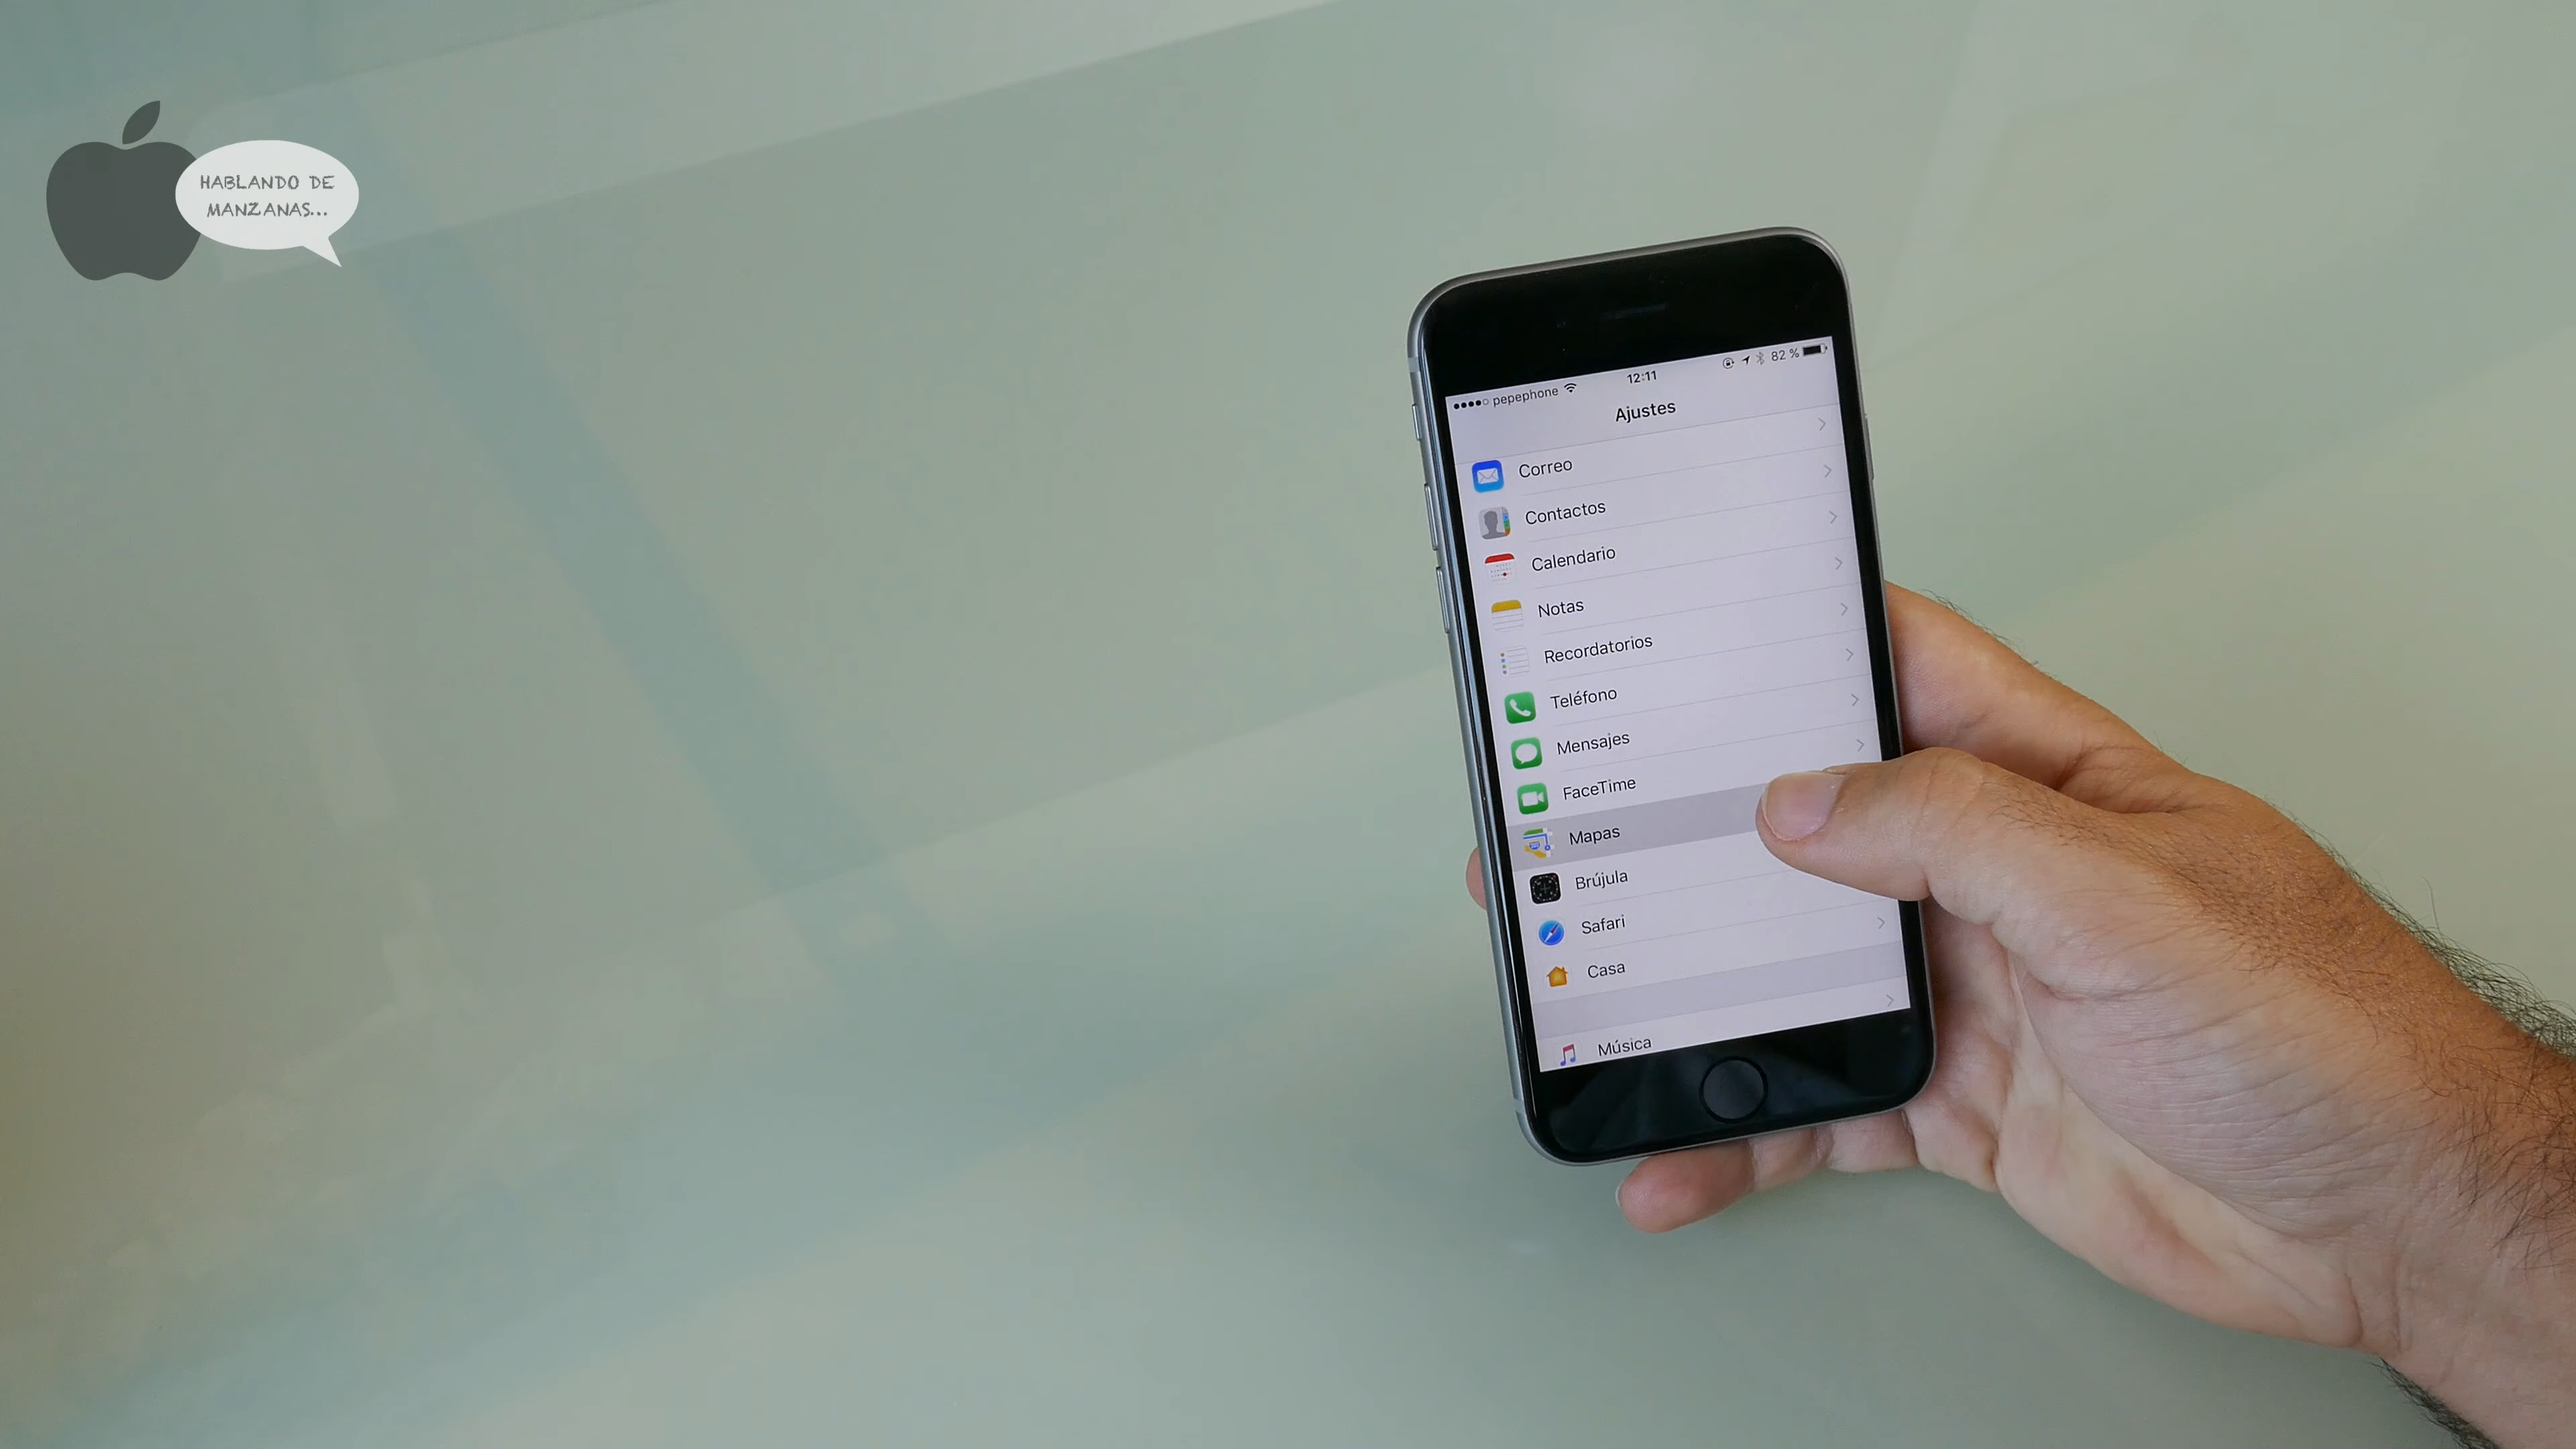 HABLANDO DE
MANZANAS...
pepephone 12:11 82 %
Ajustes
Correo
Contactos
Calendario
Notas
Recordatorios
Teléfono
Mensajes
FaceTime
Mapas
Brújula
Safari
Casa
Música